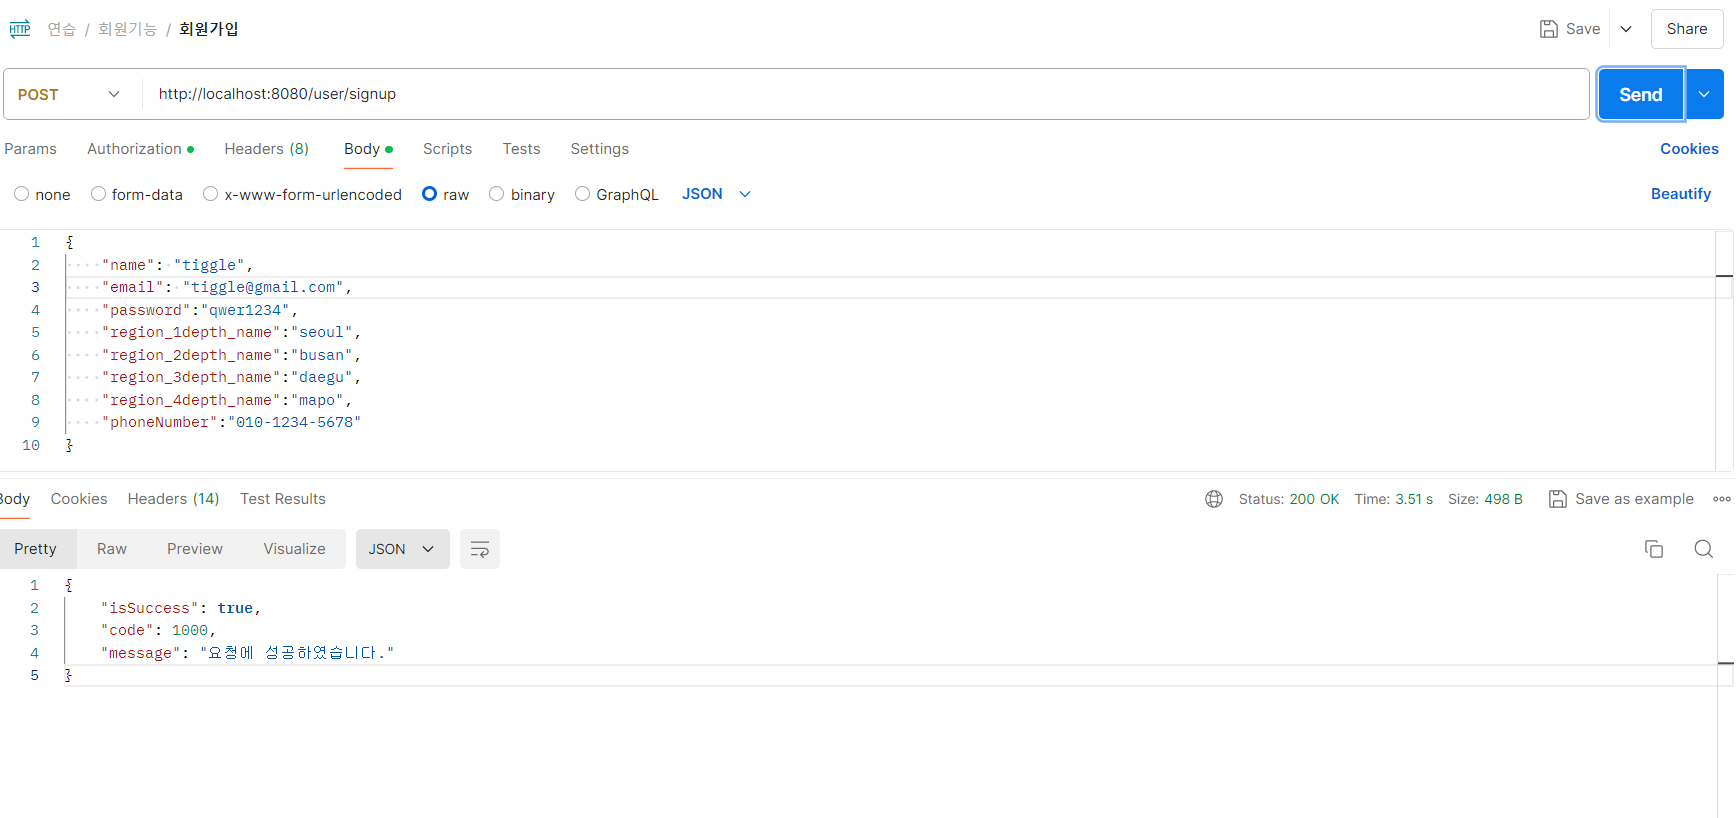 HTTP 연습 / 회원기능 / 회원가입 Save Share
POST http://localhost:8080/user/signup Send
Params Authorization Headers (8) Body Scripts Tests Settings Cookies
none form-data x-www-form-urlencoded raw binary GraphQL JSON Beautify
1 {
2 "name": "tiggle",
3 "email": "tiggle@gmail.com",
4 "password":"qwer1234",
5 "region_1depth_name":"seoul",
6 "region_2depth_name":"busan",
7 "region_3depth_name":"daegu",
8 "region_4depth_name":"mapo",
9 "phoneNumber":"010-1234-5678"
10 }
Body Cookies Headers (14) Test Results Status: 200 OK Time: 3.51 s Size: 498 B Save as example
Pretty Raw Preview Visualize JSON
1 {
2 "isSuccess": true,
3 "code": 1000,
4 "message": "요청에 성공하였습니다."
5 }